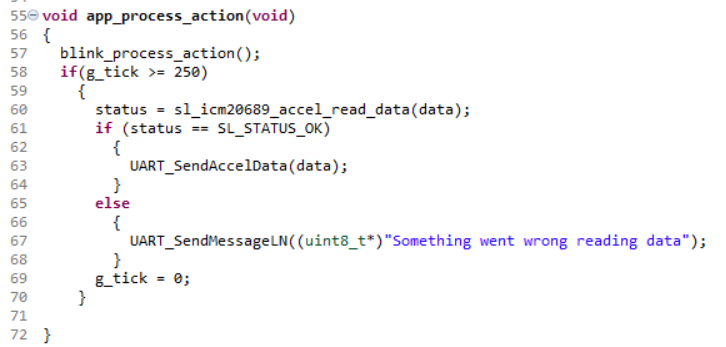 55 void app_process_action(void)
56 {
57   blink_process_action();
58   if(g_tick >= 250)
59     {
60       status = sl_icm20689_accel_read_data(data);
61       if (status == SL_STATUS_OK)
62         {
63           UART_SendAccelData(data);
64         }
65       else
66         {
67           UART_SendMessageLN((uint8_t*)"Something went wrong reading data");
68         }
69       g_tick = 0;
70     }
71
72 }